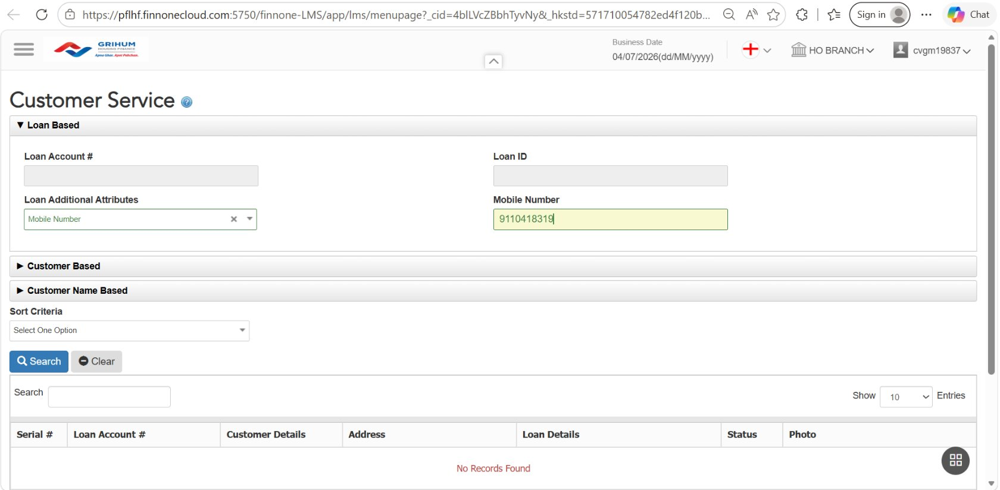 https://pflhf.finnonecloud.com:5750/finnone-LMS/app/lms/menupage?_cid=4blLVcZBbhTyvNy&_hkstd=571710054782ed4f120b...
Sign in
Chat
GRIHUM
HOUSING FINANCE
Apna Ghar. Apni Pehchan.
Business Date
04/07/2026(dd/MM/yyyy)
HO BRANCH
cvgm19837
Customer Service
Loan Based
Loan Account #
Loan ID
Loan Additional Attributes
Mobile Number
Mobile Number
9110418319
Customer Based
Customer Name Based
Sort Criteria
Select One Option
Search
Clear
Search
Show 10 Entries
Serial # Loan Account # Customer Details Address Loan Details Status Photo
No Records Found